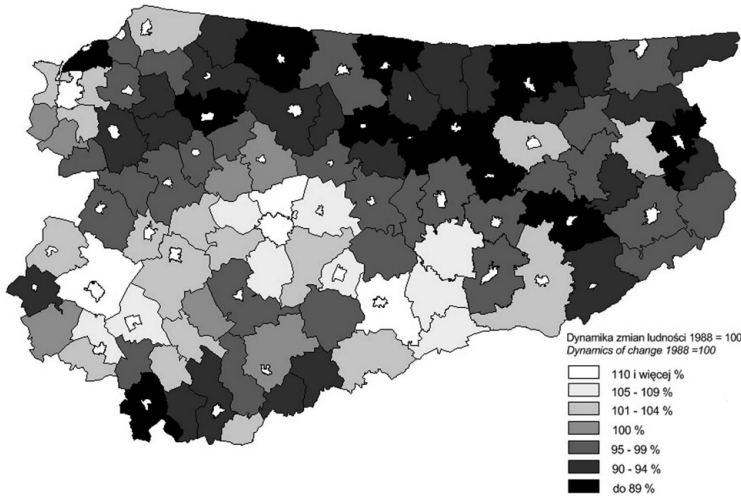 Dynamika zmian ludności 1988 = 100
Dynamics of change 1988 =100
110 i więcej %
105 - 109 %
101 - 104 %
100 %
95 - 99 %
90 - 94 %
do 89 %